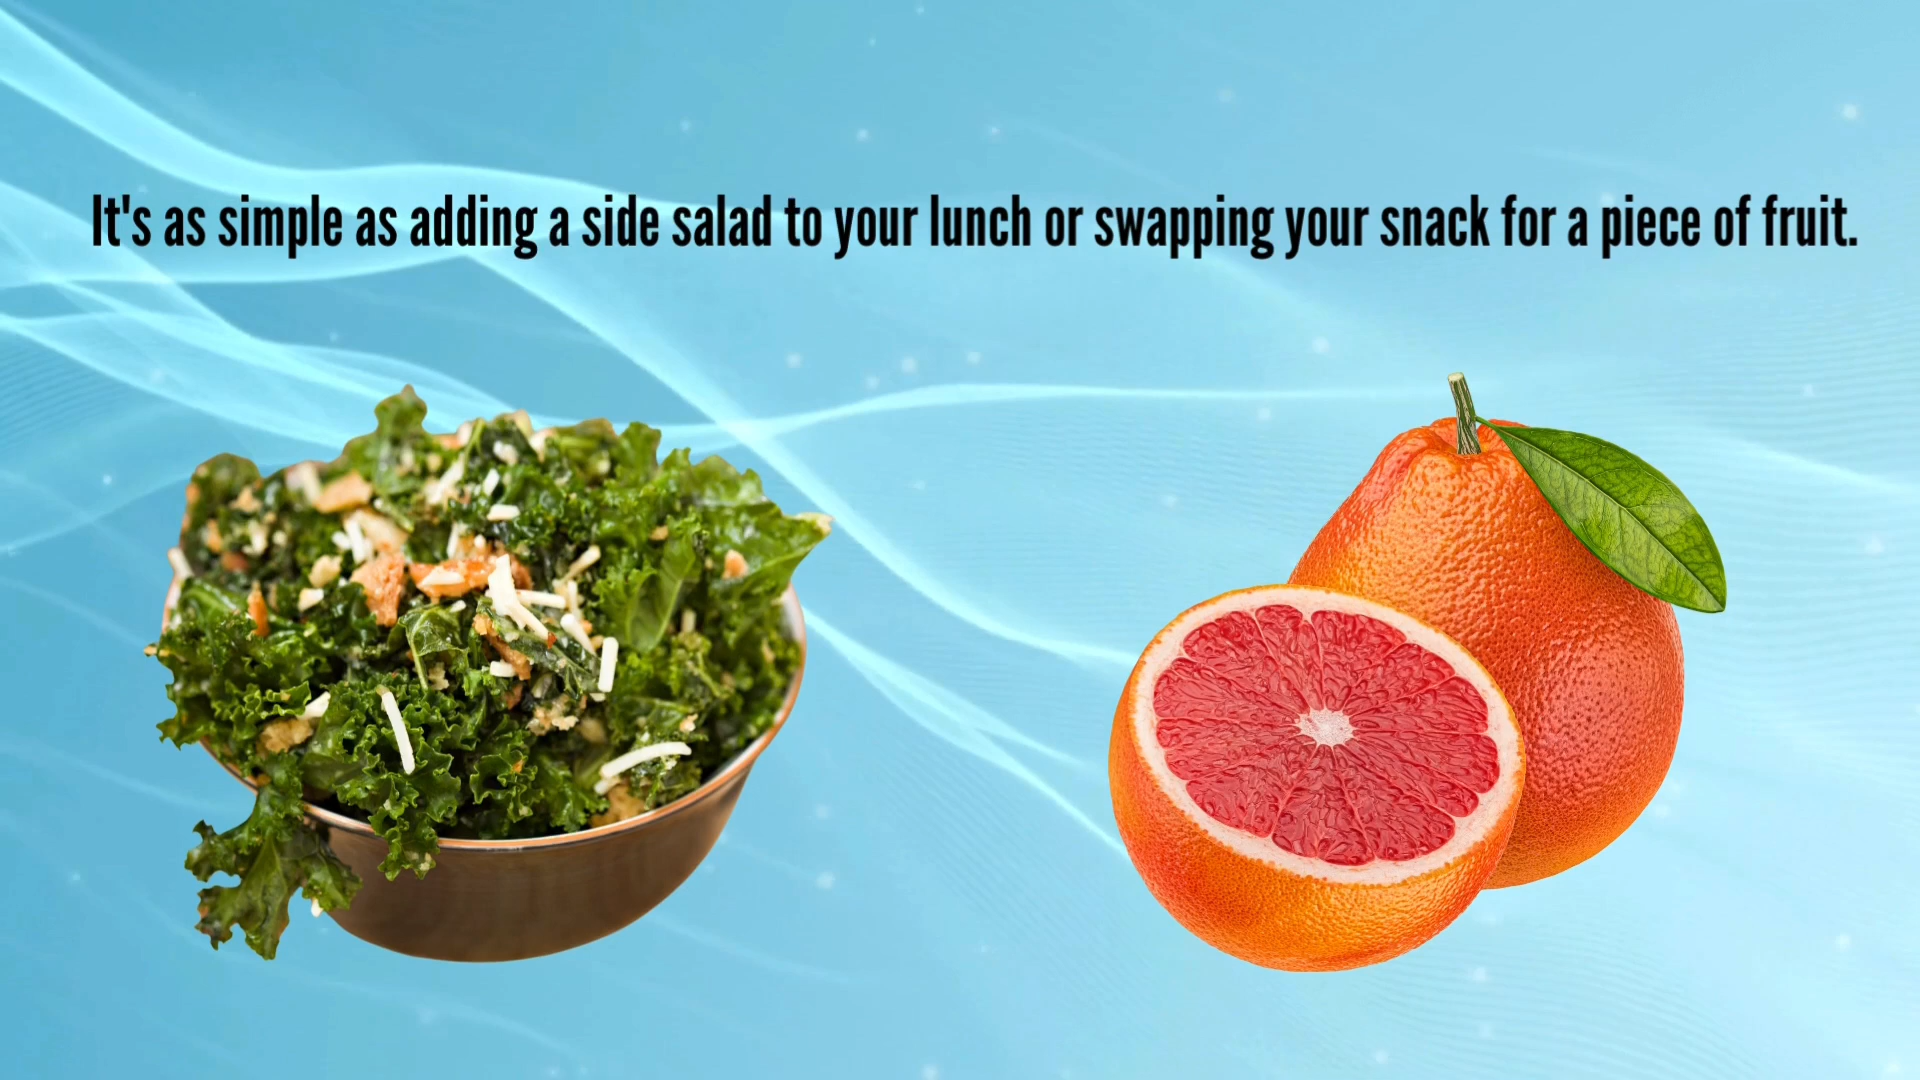 It's as simple as adding a side salad to your lunch or swapping your snack for a piece of fruit.